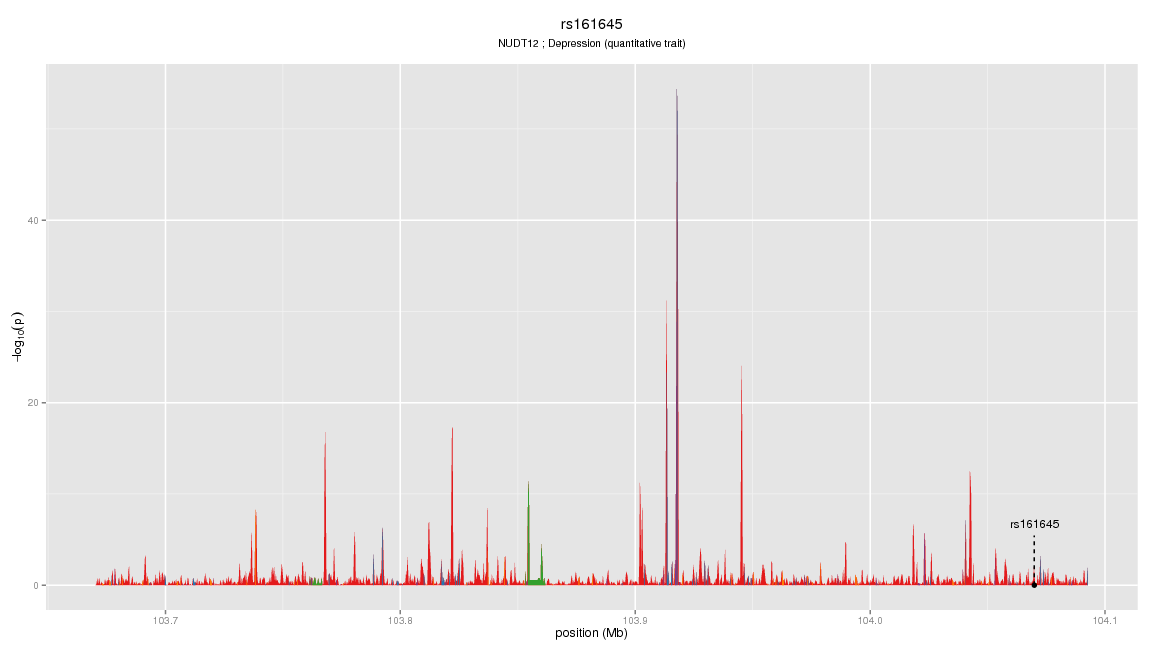 rs161645
NUDT12 ; Depression (quantitative trait)
−log10(p)
40
20
0
rs161645
103.7 103.8 103.9 104.0 104.1
position (Mb)